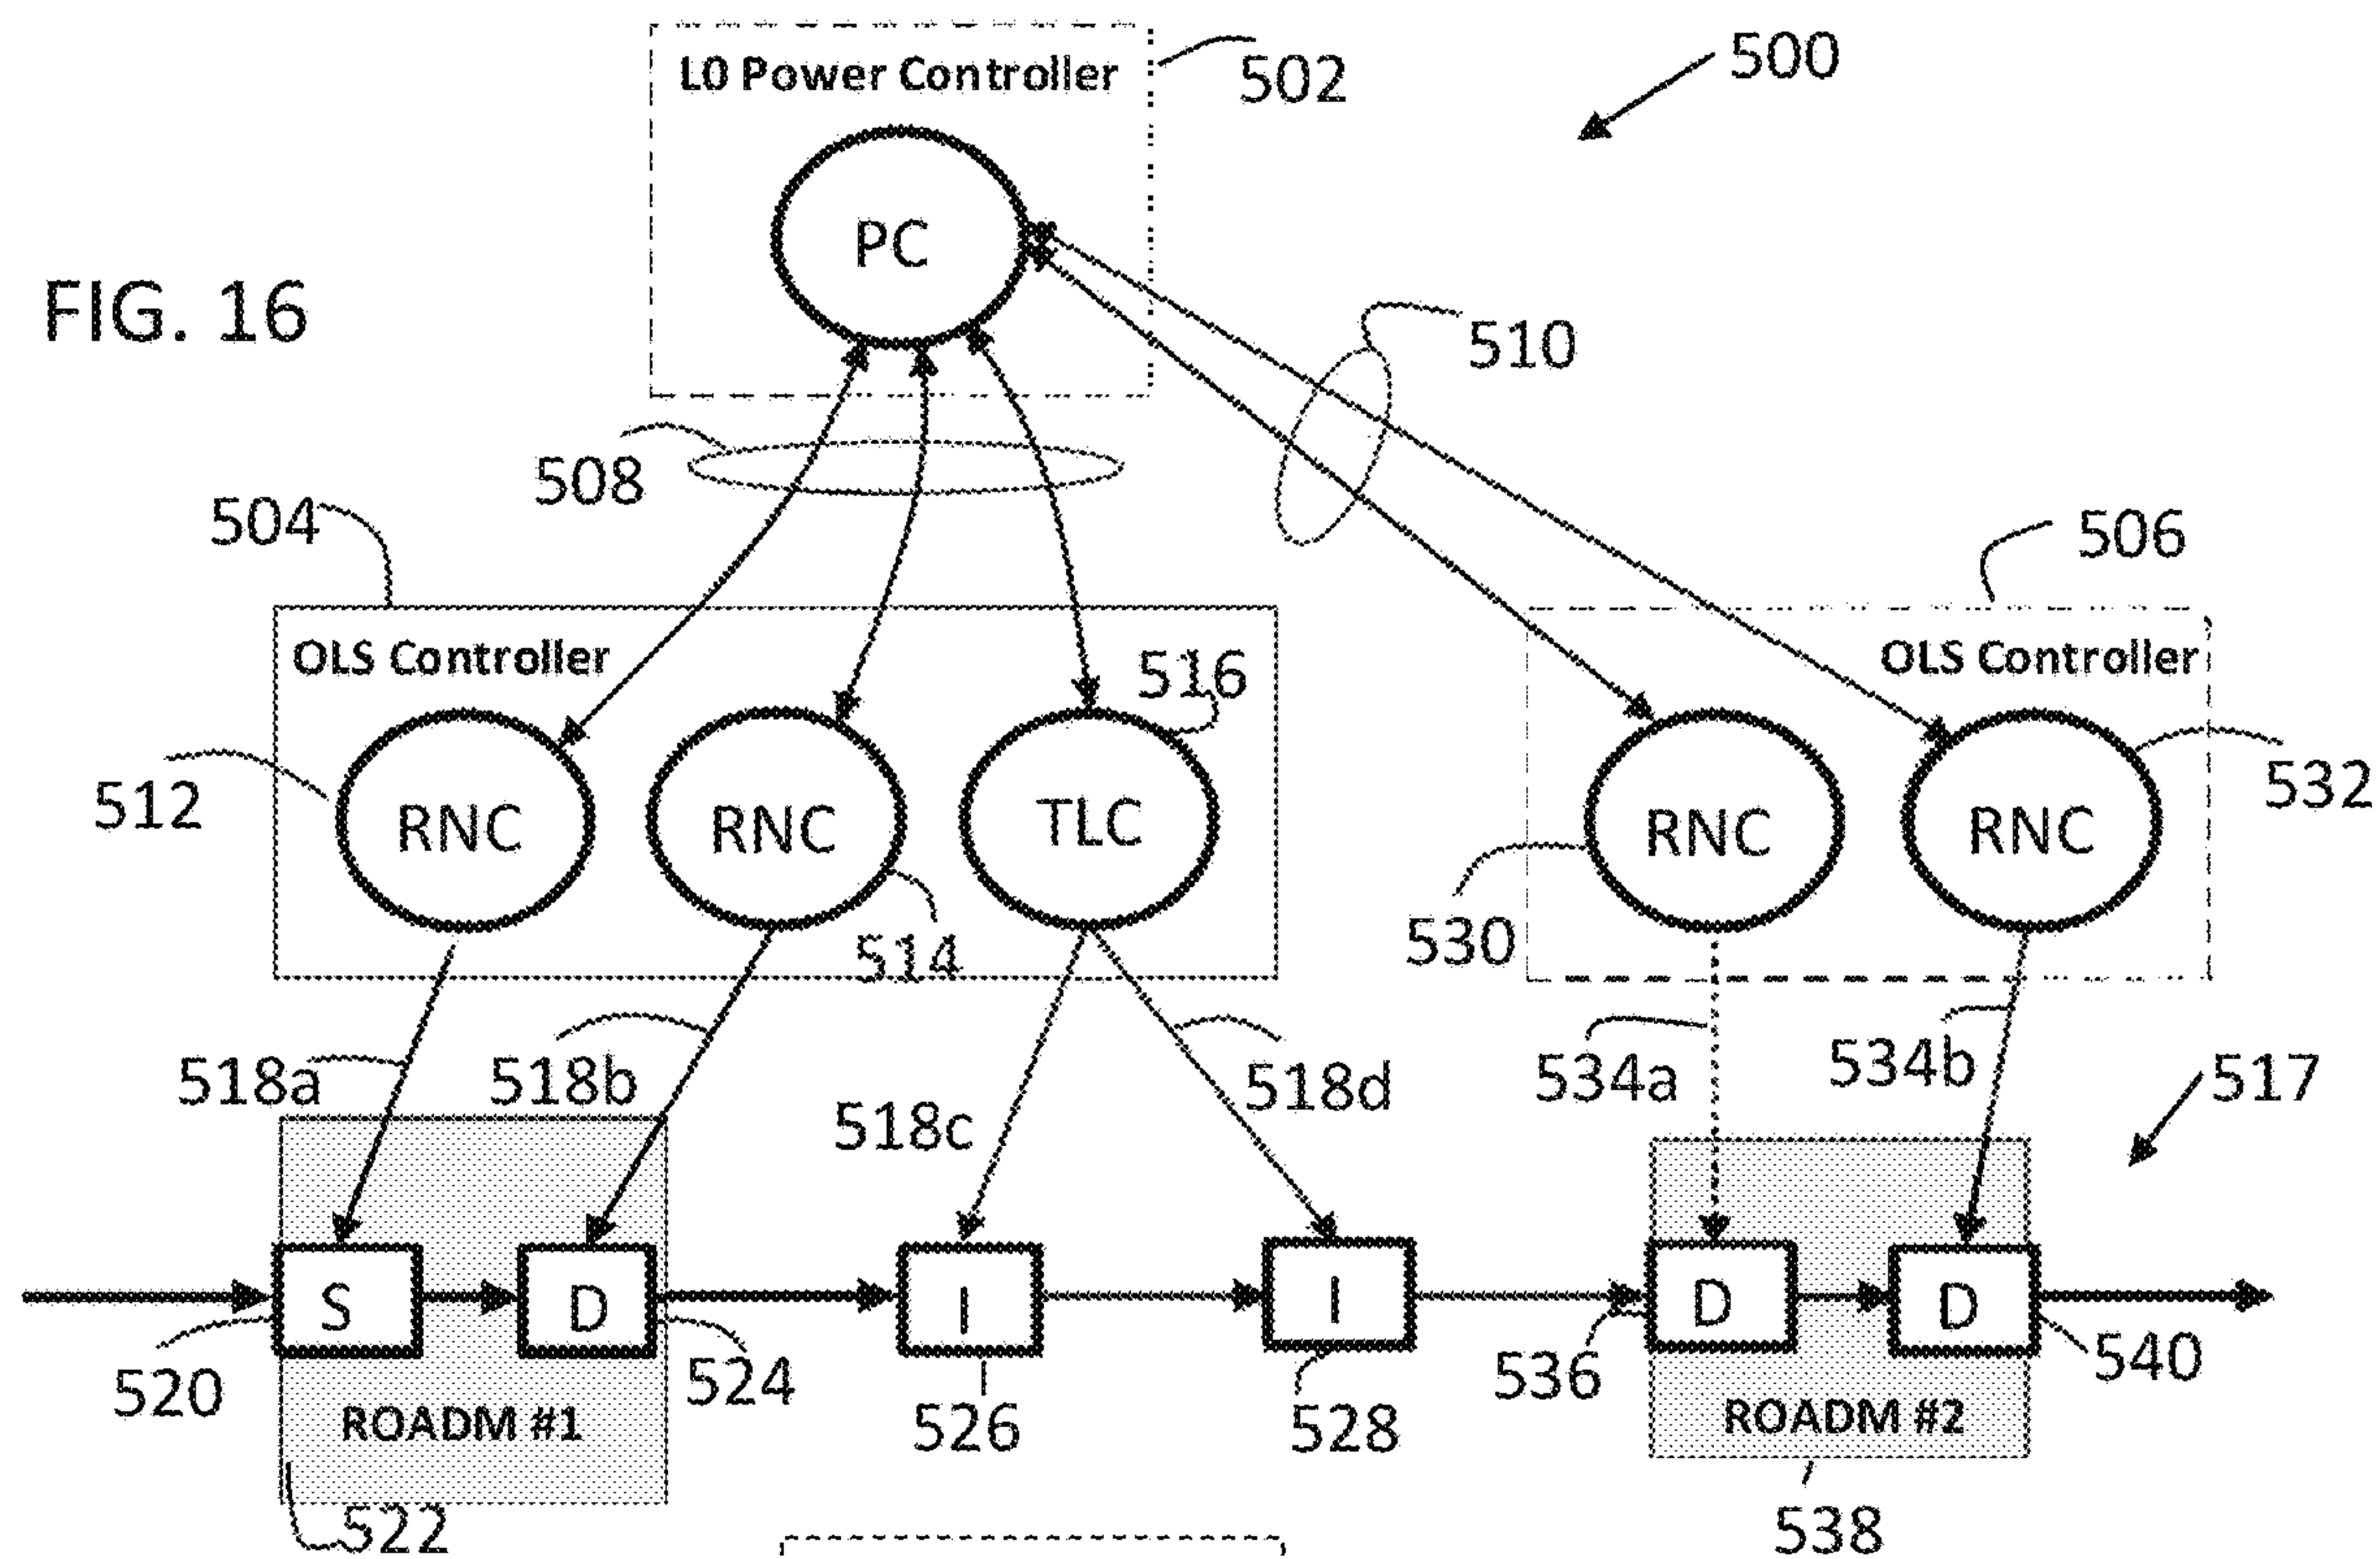 L0 Power Controller
502
500
PC
FIG. 16
510
508
504
506
OLS Controller
516
OLS Controller
512
RNC
RNC
TLC
RNC
RNC
532
530
514
518a
518b
518c
518d
534a
534b
517
S
D
I
I
D
D
520
524
526
528
536
540
ROADM #1
ROADM #2
522
538